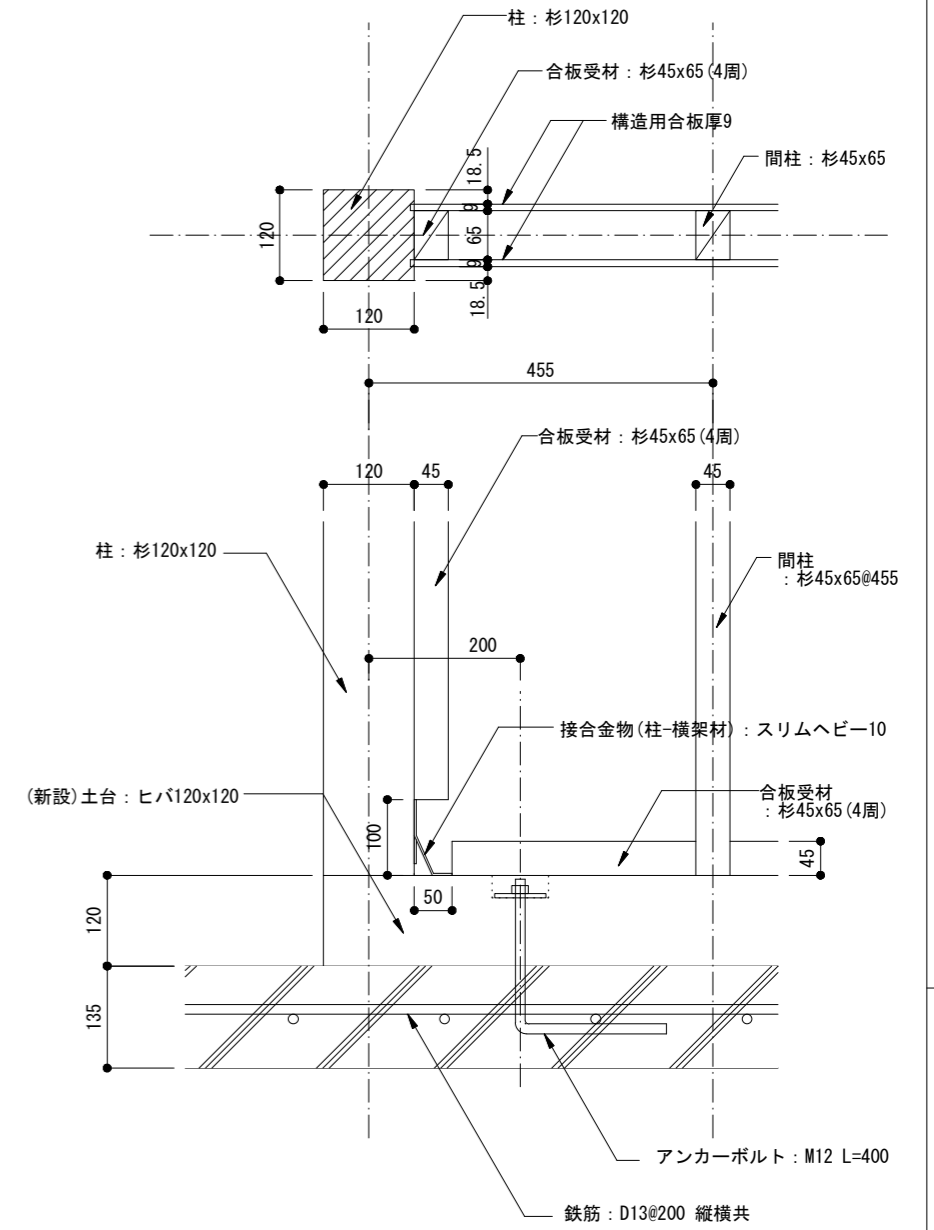 柱：杉120x120
合板受材：杉45x65(4周)
構造用合板厚9
間柱：杉45x65
18.5
9
65
9
18.5
120
120
455
合板受材：杉45x65(4周)
120
45
45
柱：杉120x120
間柱
：杉45x65@455
200
接合金物(柱-横架材)：スリムヘビー10
(新設)土台：ヒバ120x120
合板受材
：杉45x65(4周)
100
45
50
120
135
アンカーボルト：M12 L=400
鉄筋：D13@200 縦横共